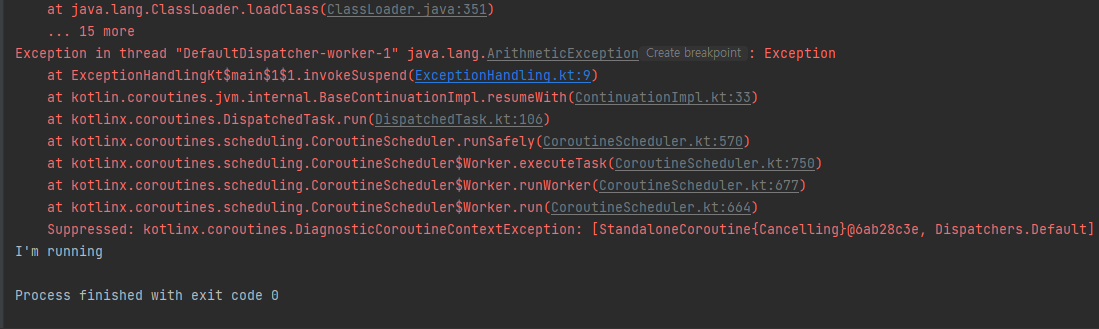 at java.lang.ClassLoader.loadClass(ClassLoader.java:351)
... 15 more
Exception in thread "DefaultDispatcher-worker-1" java.lang.ArithmeticException Create breakpoint : Exception
at ExceptionHandlingKt$main$1$1.invokeSuspend(ExceptionHandling.kt:9)
at kotlin.coroutines.jvm.internal.BaseContinuationImpl.resumeWith(ContinuationImpl.kt:33)
at kotlinx.coroutines.DispatchedTask.run(DispatchedTask.kt:106)
at kotlinx.coroutines.scheduling.CoroutineScheduler.runSafely(CoroutineScheduler.kt:570)
at kotlinx.coroutines.scheduling.CoroutineScheduler$Worker.executeTask(CoroutineScheduler.kt:750)
at kotlinx.coroutines.scheduling.CoroutineScheduler$Worker.runWorker(CoroutineScheduler.kt:677)
at kotlinx.coroutines.scheduling.CoroutineScheduler$Worker.run(CoroutineScheduler.kt:664)
Suppressed: kotlinx.coroutines.DiagnosticCoroutineContextException: [StandaloneCoroutine{Cancelling}@6ab28c3e, Dispatchers.Default]
I'm running
Process finished with exit code 0